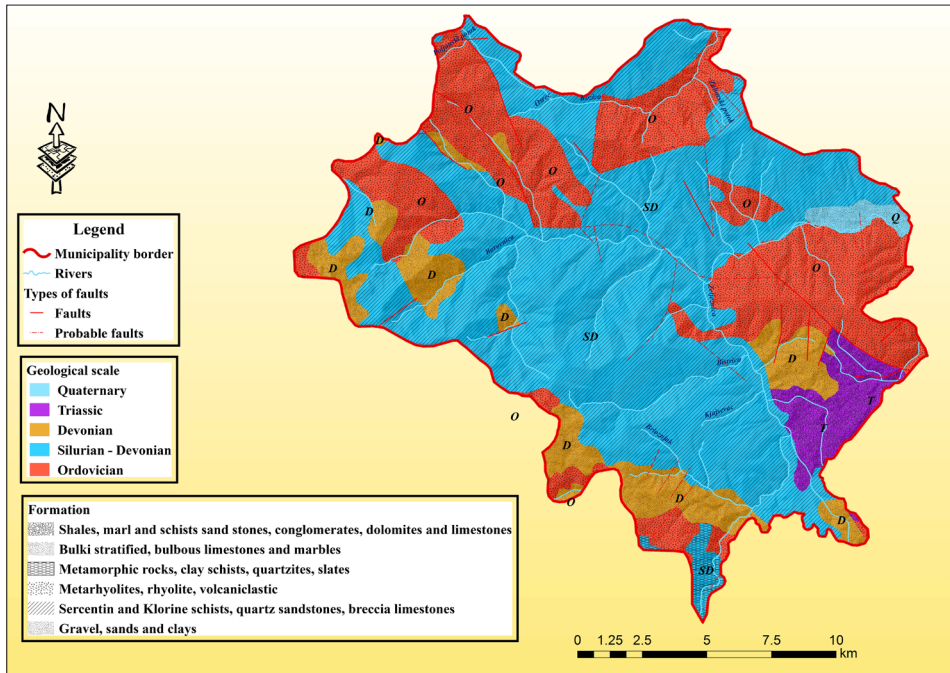 N
Legend
Municipality border
Rivers
Types of faults
Faults
Probable faults
Geological scale
Quaternary
Triassic
Devonian
Silurian - Devonian
Ordovician
Formation
Shales, marl and schists sand stones, conglomerates, dolomites and limestones
Bulki stratified, bulbous limestones and marbles
Metamorphic rocks, clay schists, quartzites, slates
Metarhyolites, rhyolite, volcaniclastic
Sercentin and Klorine schists, quartz sandstones, breccia limestones
Gravel, sands and clays
O
O
D
O
O
SD
O
Q
D
D
D
O
D
SD
D
T
T
O
D
D
O
D
SD
0 1.25 2.5 5 7.5 10
km